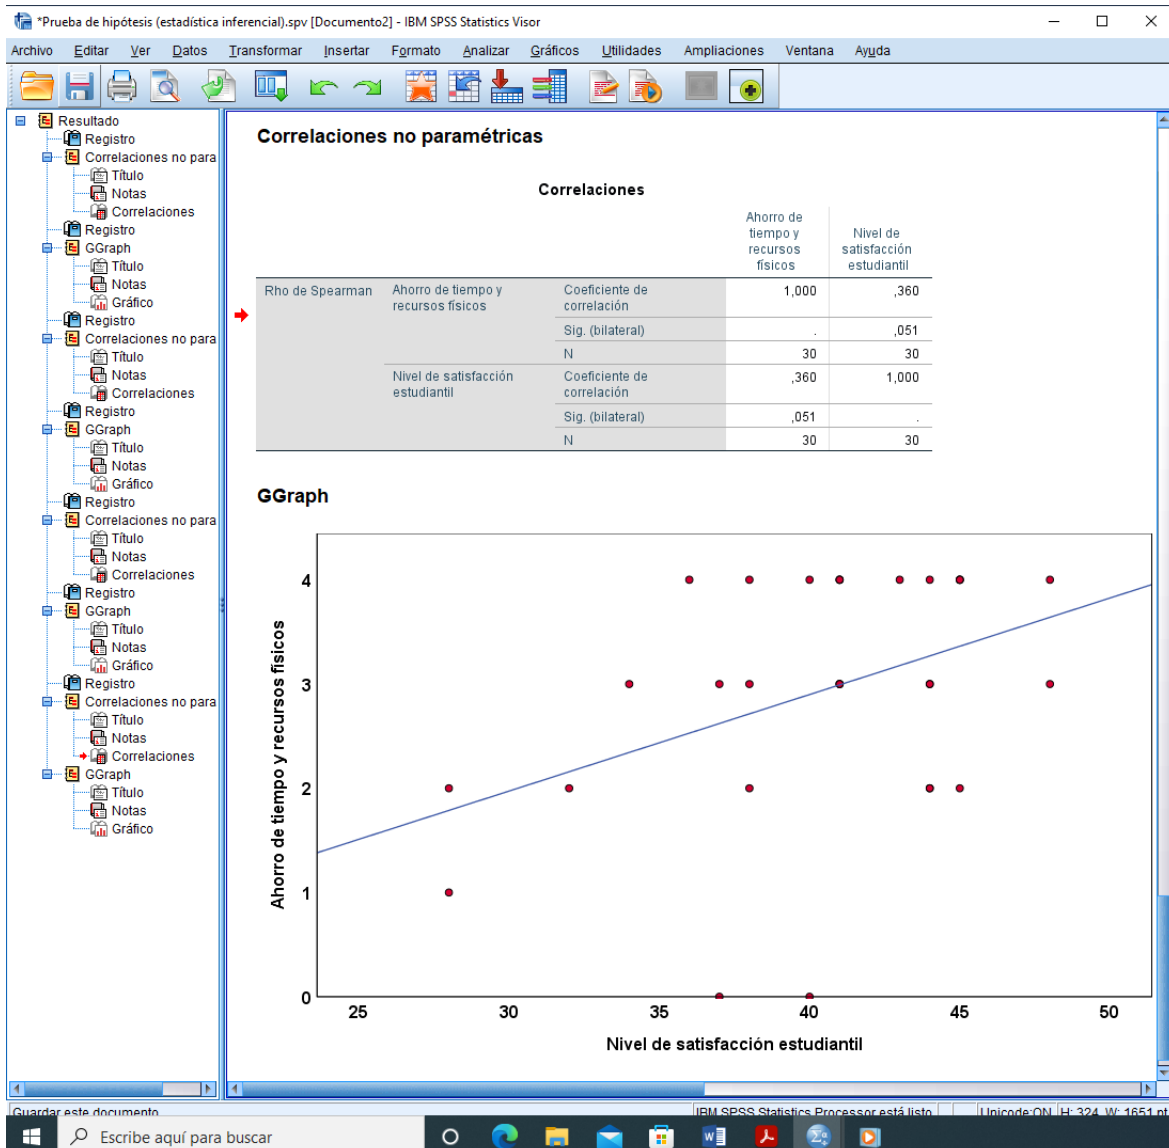 *Prueba de hipótesis (estadística inferencial).spv [Documento2] - IBM SPSS Statistics Visor
Archivo Editar Ver Datos Transformar Insertar Formato Analizar Gráficos Utilidades Ampliaciones Ventana Ayuda
Resultado
Registro
Correlaciones no para
Título
Notas
Correlaciones
Registro
GGraph
Título
Notas
Gráfico
Registro
Correlaciones no para
Título
Notas
Correlaciones
Registro
GGraph
Título
Notas
Gráfico
Registro
Correlaciones no para
Título
Notas
Correlaciones
Registro
GGraph
Título
Notas
Gráfico
Registro
Correlaciones no para
Título
Notas
Correlaciones
GGraph
Título
Notas
Gráfico
Correlaciones no paramétricas
Correlaciones
Ahorro de
tiempo y
recursos
físicos
Nivel de
satisfacción
estudiantil
Rho de Spearman
Ahorro de tiempo y
recursos físicos
Coeficiente de
correlación
1,000 ,360
Sig. (bilateral) . ,051
N 30 30
Nivel de satisfacción
estudiantil
Coeficiente de
correlación
,360 1,000
Sig. (bilateral) ,051 .
N 30 30
GGraph
Ahorro de tiempo y recursos físicos
4
3
2
1
0
25 30 35 40 45 50
Nivel de satisfacción estudiantil
Guardar este documento
IBM SPSS Statistics Processor está listo
Unicode:ON H: 324, W: 1651 pt
Escribe aquí para buscar